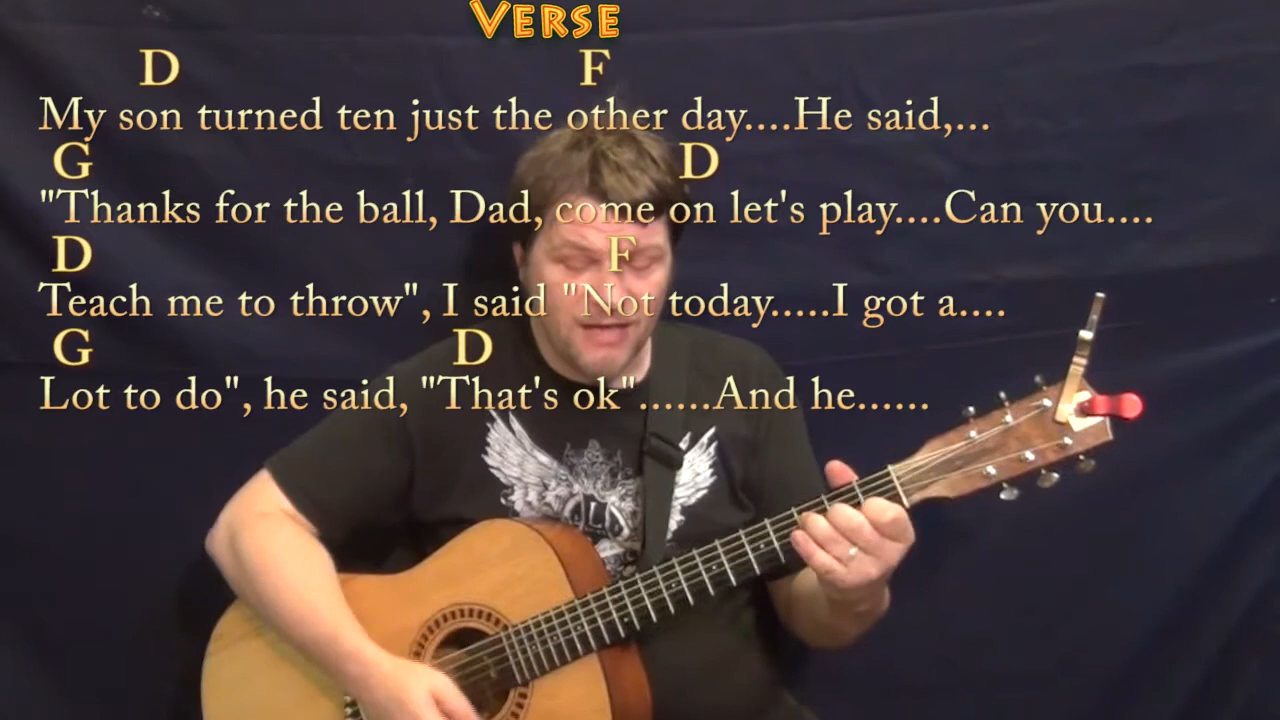 VERSE
D F
My son turned ten just the other day....He said,...
G D
"Thanks for the ball, Dad, come on let's play....Can you....
D F
Teach me to throw", I said "Not today.....I got a....
G D
Lot to do", he said, "That's ok"......And he......